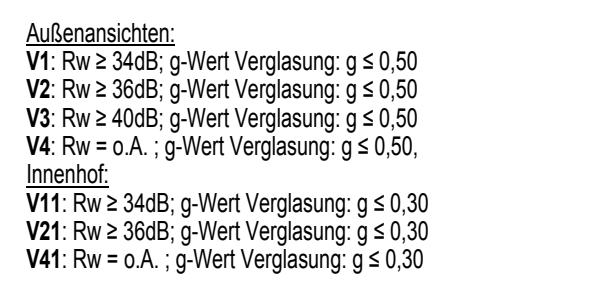 Außenansichten:
V1: Rw ≥ 34dB; g-Wert Verglasung: g ≤ 0,50
V2: Rw ≥ 36dB; g-Wert Verglasung: g ≤ 0,50
V3: Rw ≥ 40dB; g-Wert Verglasung: g ≤ 0,50
V4: Rw = o.A. ; g-Wert Verglasung: g ≤ 0,50,
Innenhof:
V11: Rw ≥ 34dB; g-Wert Verglasung: g ≤ 0,30
V21: Rw ≥ 36dB; g-Wert Verglasung: g ≤ 0,30
V41: Rw = o.A. ; g-Wert Verglasung: g ≤ 0,30